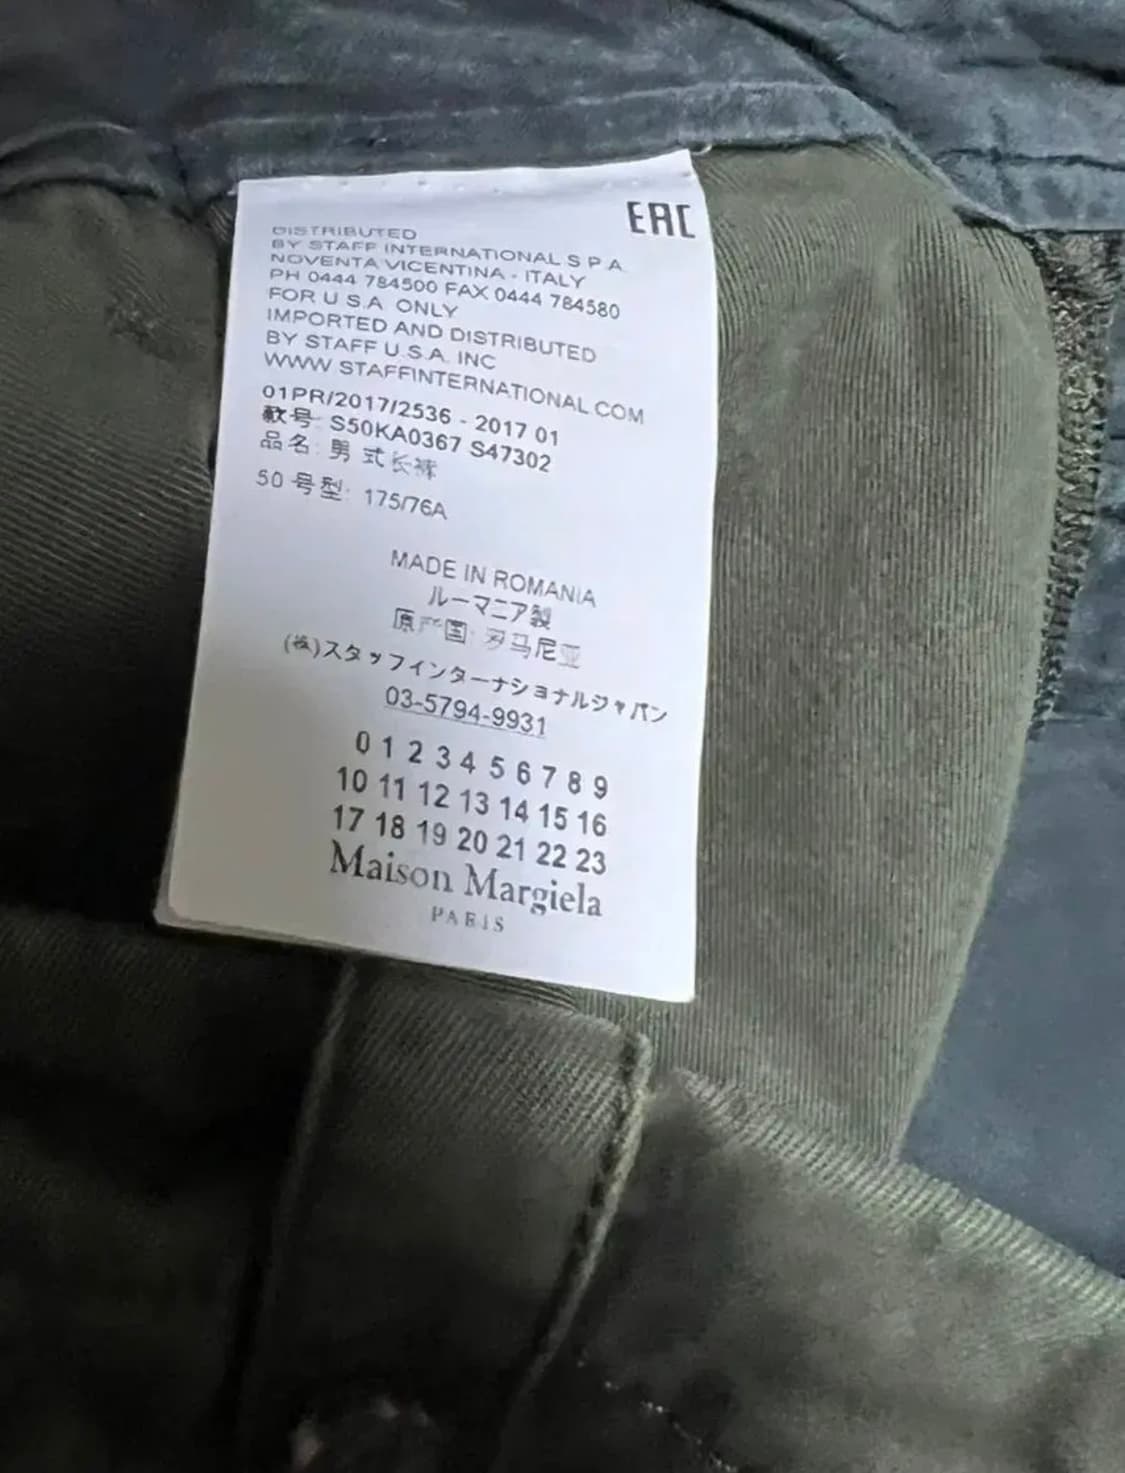 EAC
DISTRIBUTED
BY STAFF INTERNATIONAL S P A
NOVENTA VICENTINA - ITALY
PH 0444 784500 FAX 0444 784580
FOR U S A ONLY
IMPORTED AND DISTRIBUTED
BY STAFF U.S.A. INC
WWW STAFFINTERNATIONAL COM
01PR/2017/2536 - 2017 01
款号: S50KA0367 S47302
品名: 男式长裤
50 号型: 175/76A
MADE IN ROMANIA
ルーマニア製
原产国: 罗马尼亚
(株)スタッフインターナショナルジャパン
03-5794-9931
0 1 2 3 4 5 6 7 8 9
10 11 12 13 14 15 16
17 18 19 20 21 22 23
Maison Margiela
PARIS